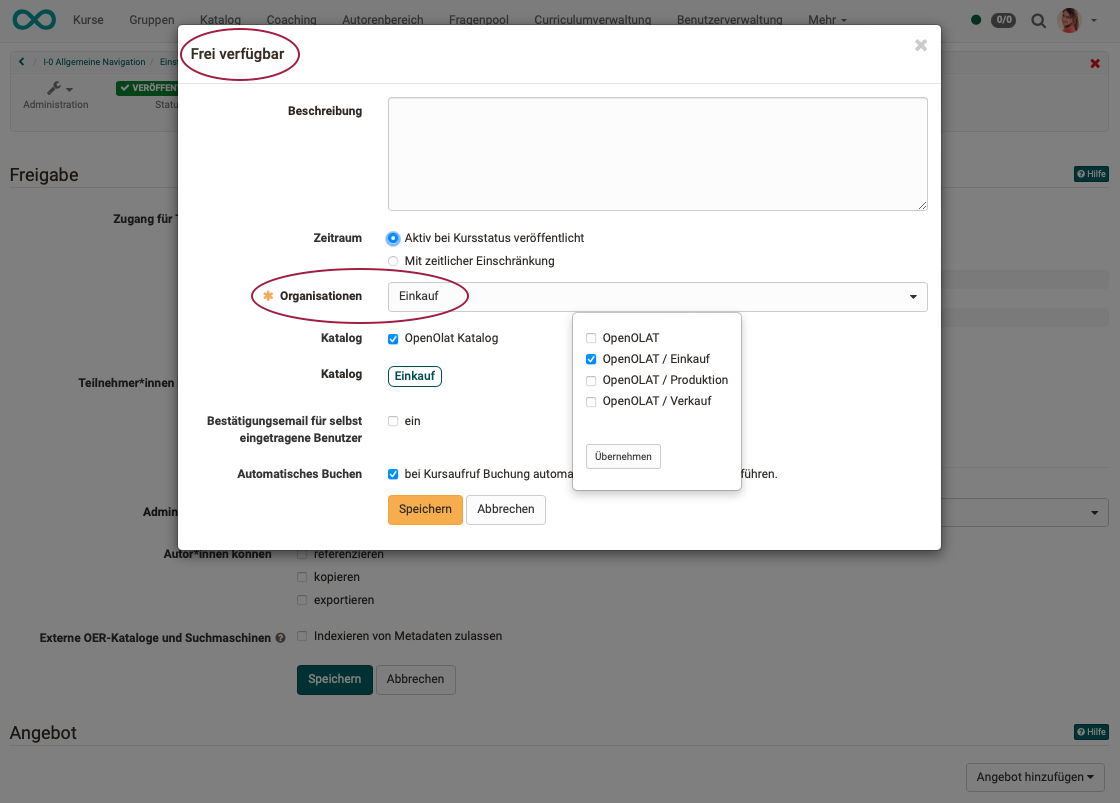 Kurse Gruppen Katalog Coaching Autorenbereich Fragenpool Curriculumverwaltung Benutzerverwaltung Mehr 0/0
Frei verfügbar
I-0 Allgemeine Navigation /
Administration
VERÖFFENT
Beschreibung
Freigabe
Hilfe
Zugang für
Zeitraum Aktiv bei Kursstatus veröffentlicht
Mit zeitlicher Einschränkung
Organisationen Einkauf
Katalog OpenOlat Katalog
OpenOLAT
OpenOLAT / Einkauf
OpenOLAT / Produktion
OpenOLAT / Verkauf
Übernehmen
Katalog Einkauf
Teilnehmer*innen
Bestätigungsemail für selbst eingetragene Benutzer ein
Automatisches Buchen bei Kursaufruf Buchung automa führen.
Speichern Abbrechen
Admin
Autor*innen können referenzieren
kopieren
exportieren
Externe OER-Kataloge und Suchmaschinen Indexieren von Metadaten zulassen
Speichern Abbrechen
Angebot
Hilfe
Angebot hinzufügen